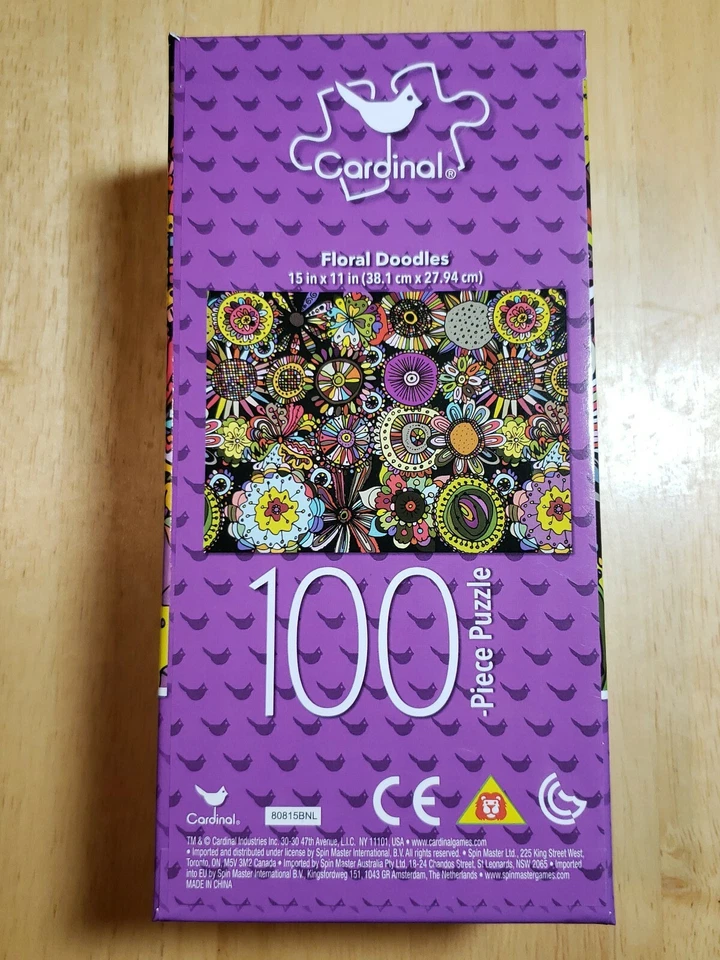 Cardinal®
Floral Doodles
15 in x 11 in (38.1 cm x 27.94 cm)
100
-Piece Puzzle
Cardinal®
80815BNL
CE
TM & © Cardinal Industries Inc. 30-30 47th Avenue, L.I.C. NY 11101, USA • www.cardinalgames.com
• Imported and distributed under license by Spin Master International, B.V. All rights reserved. • Spin Master Ltd., 225 King Street West,
Toronto, ON, M5V 3M2 Canada • Imported by Spin Master Australia Pty Ltd, 18-24 Chandos Street, St Leonards, NSW 2065 • Imported
into EU by Spin Master International B.V., Kingsfordweg 151, 1043 GR Amsterdam, The Netherlands • www.spinmastergames.com
MADE IN CHINA